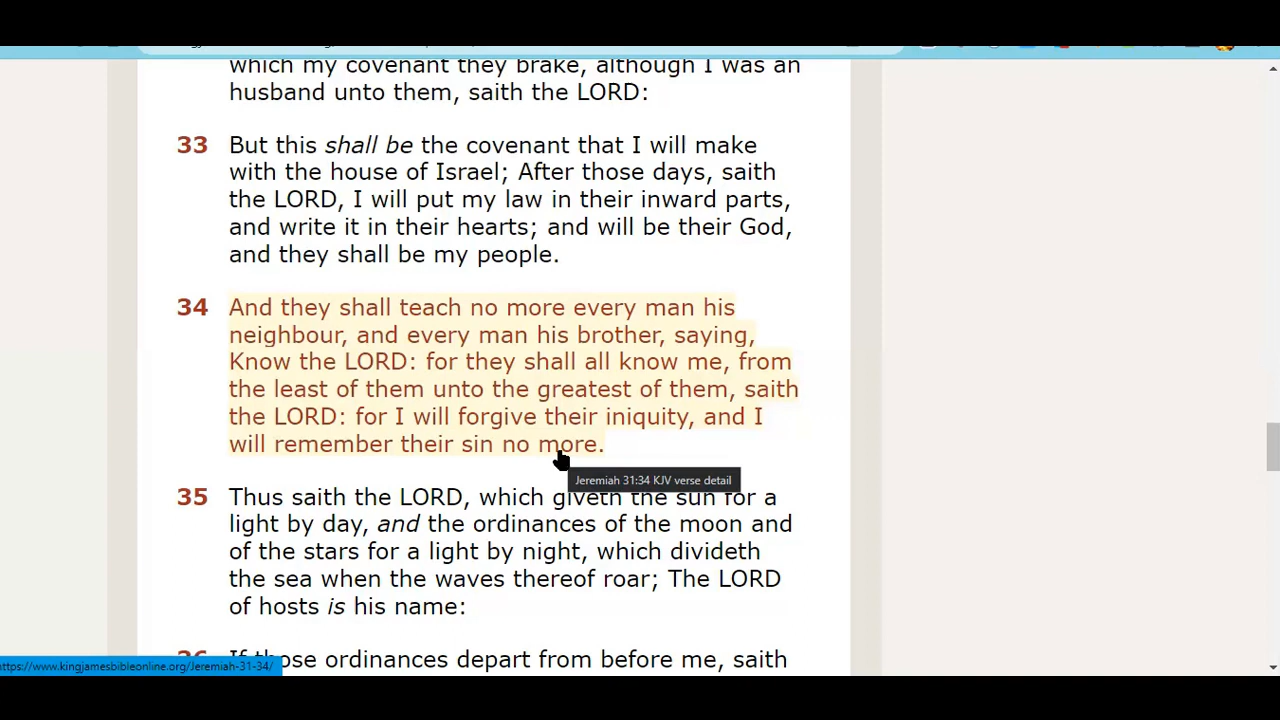 which my covenant they brake, although I was an
husband unto them, saith the LORD:
33 But this shall be the covenant that I will make
with the house of Israel; After those days, saith
the LORD, I will put my law in their inward parts,
and write it in their hearts; and will be their God,
and they shall be my people.
34 And they shall teach no more every man his
neighbour, and every man his brother, saying,
Know the LORD: for they shall all know me, from
the least of them unto the greatest of them, saith
the LORD: for I will forgive their iniquity, and I
will remember their sin no more.
Jeremiah 31:34 KJV verse detail
35 Thus saith the LORD, which giveth the sun for a
light by day, and the ordinances of the moon and
of the stars for a light by night, which divideth
the sea when the waves thereof roar; The LORD
of hosts is his name:
If those ordinances depart from before me, saith
https://www.kingjamesbibleonline.org/Jeremiah-31-34/